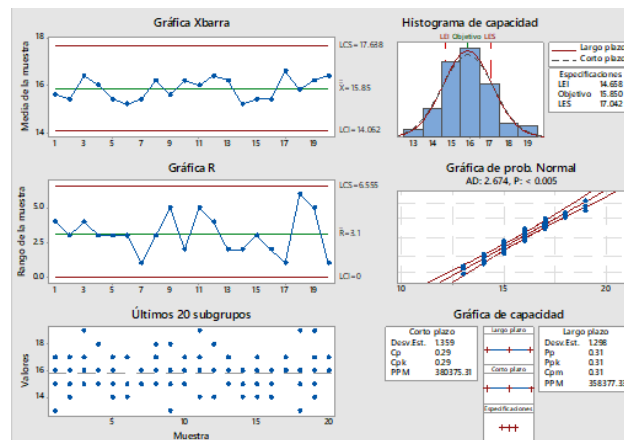 Gráfica Xbarra
Media de la muestra
18
16
14
LCS=17.638
X=15.85
LCI=14.062
1 3 5 7 9 11 13 15 17 19
Histograma de capacidad
LEI Objetivo LES
13 14 15 16 17 18 19
Largo plazo
Corto plazo
Especificaciones
LEI 14.658
Objetivo 15.850
LES 17.042
Gráfica R
Rango de la muestra
5.0
2.5
0.0
LCS=6.555
R=3.1
LCI=0
1 3 5 7 9 11 13 15 17 19
Gráfica de prob. Normal
AD: 2.674, P: < 0.005
10 15 20
Últimos 20 subgrupos
Valores
18
16
14
5 10 15 20
Muestra
Gráfica de capacidad
Corto plazo
Desv.Est. 1.359
Cp 0.29
Cpk 0.29
PPM 380375.31
Largo plazo
Corto plazo
Especificaciones
Largo plazo
Desv.Est. 1.298
Pp 0.31
Ppk 0.31
Cpm 0.31
PPM 358377.33